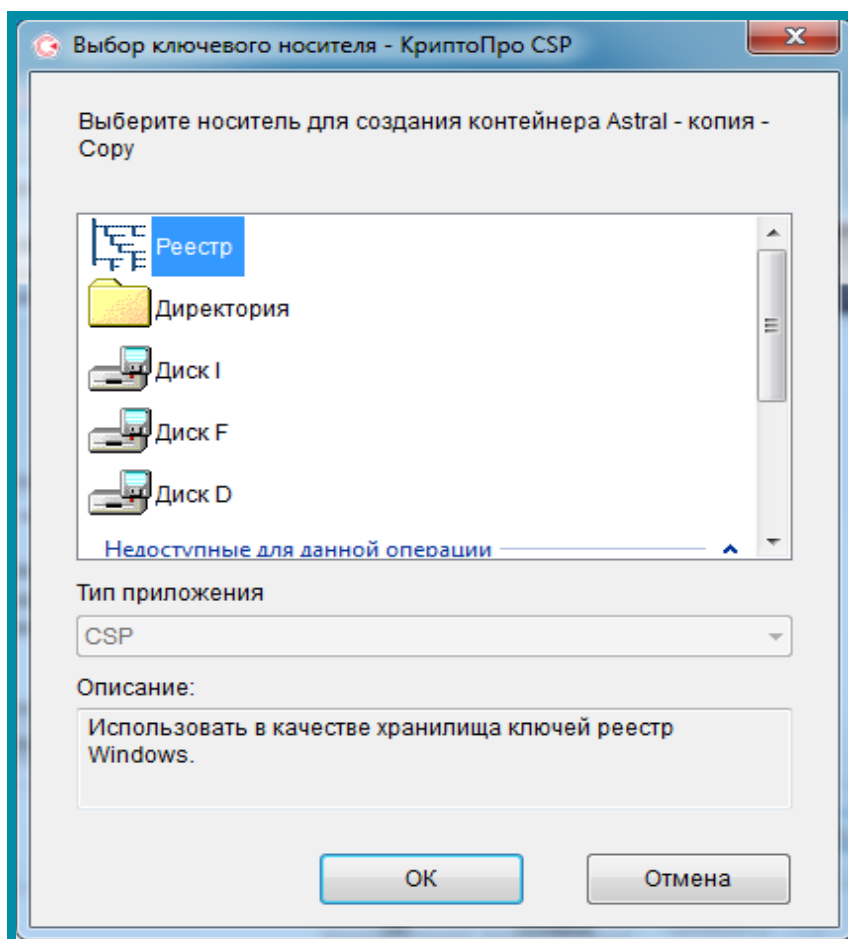 Выбор ключевого носителя - КриптоПро CSP
Выберите носитель для создания контейнера Astral - копия -
Copy
Реестр
Директория
Диск I
Диск F
Диск D
Недоступные для данной операции
Тип приложения
CSP
Описание:
Использовать в качестве хранилища ключей реестр
Windows.
ОК
Отмена